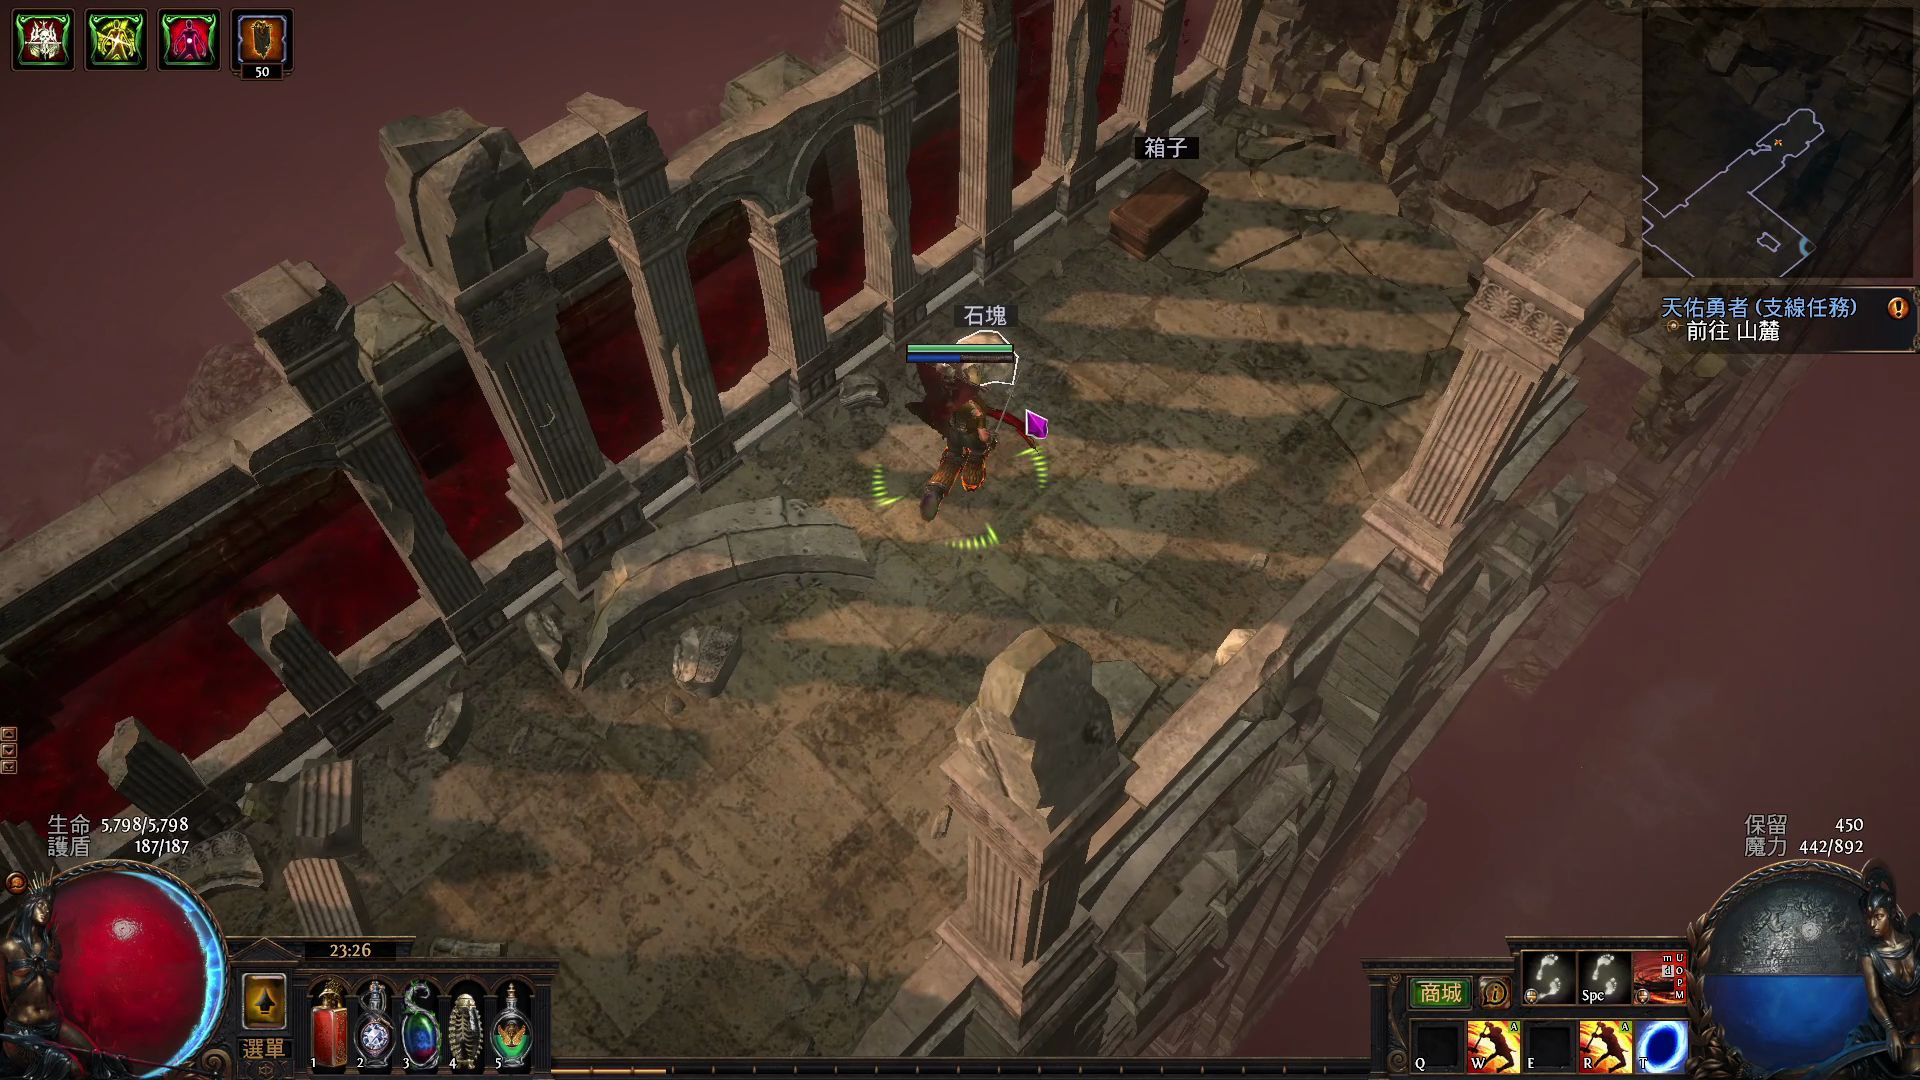 50
箱子
石塊
天佑勇者 (支線任務)
前往 山麓
生命 5,798/5,798
護盾 187/187
保留 450
魔力 442/892
23:26
選單
1
2
3
4
5
商城
Spc
Q
W
A
E
R
A
T